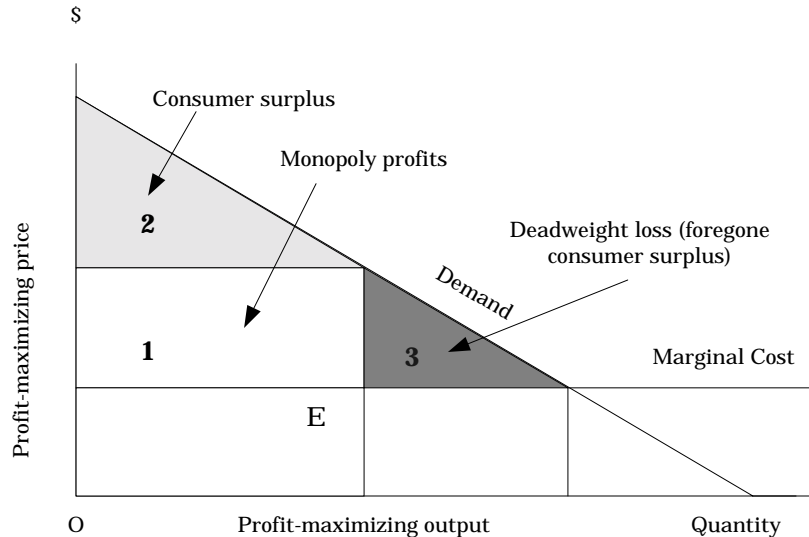 $
Consumer surplus
Monopoly profits
Deadweight loss (foregone
consumer surplus)
Demand
2
1
3
Marginal Cost
E
Profit-maximizing price
O
Profit-maximizing output
Quantity